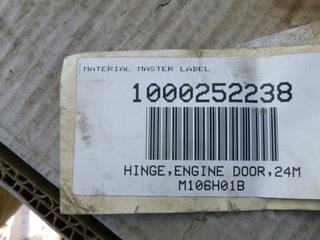 MATERIAL MASTER LABEL
1000252238
HINGE,ENGINE DOOR,24M
M106H01B